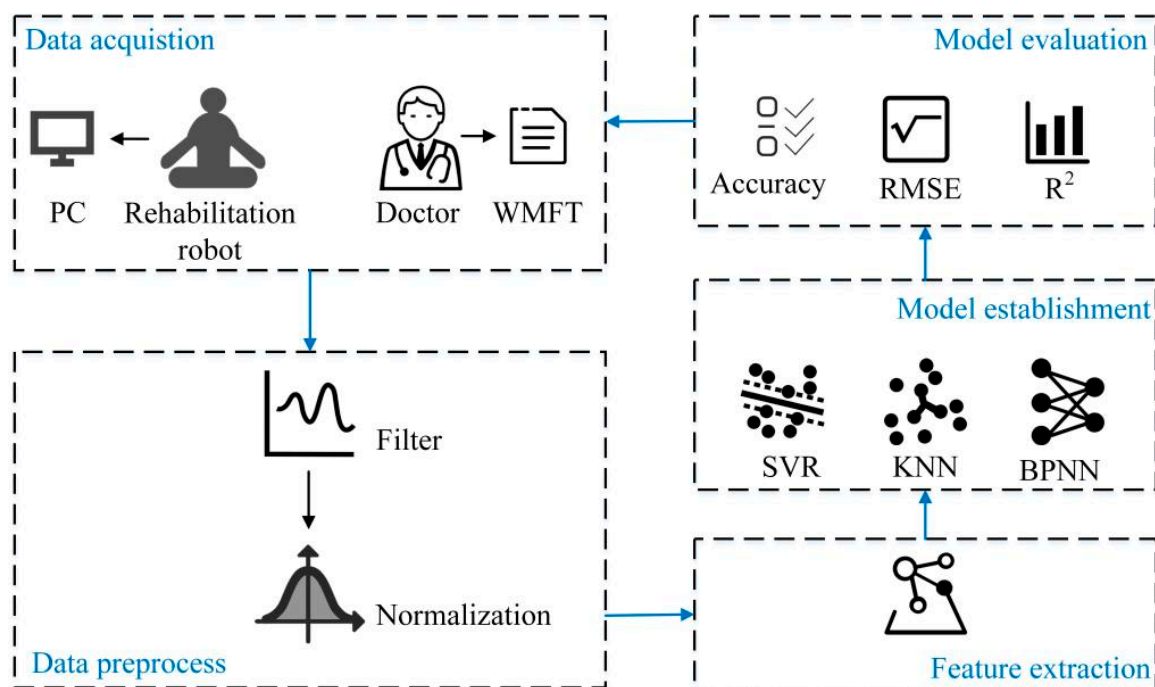 Data acquistion
PC
Rehabilitation
robot
Doctor
WMFT
Filter
Normalization
Data preprocess
Feature extraction
Model establishment
SVR
KNN
BPNN
Model evaluation
Accuracy
RMSE
R²